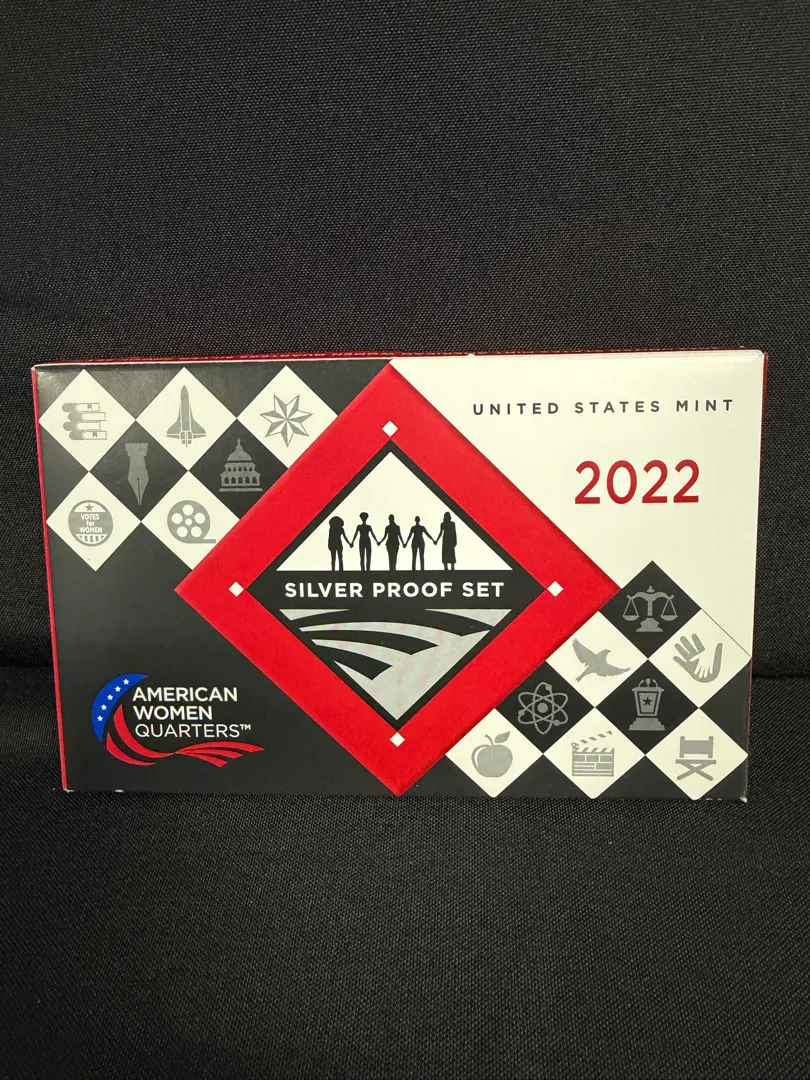 UNITED STATES MINT
2022
VOTES
for
WOMEN
SILVER PROOF SET
AMERICAN
WOMEN
QUARTERS™